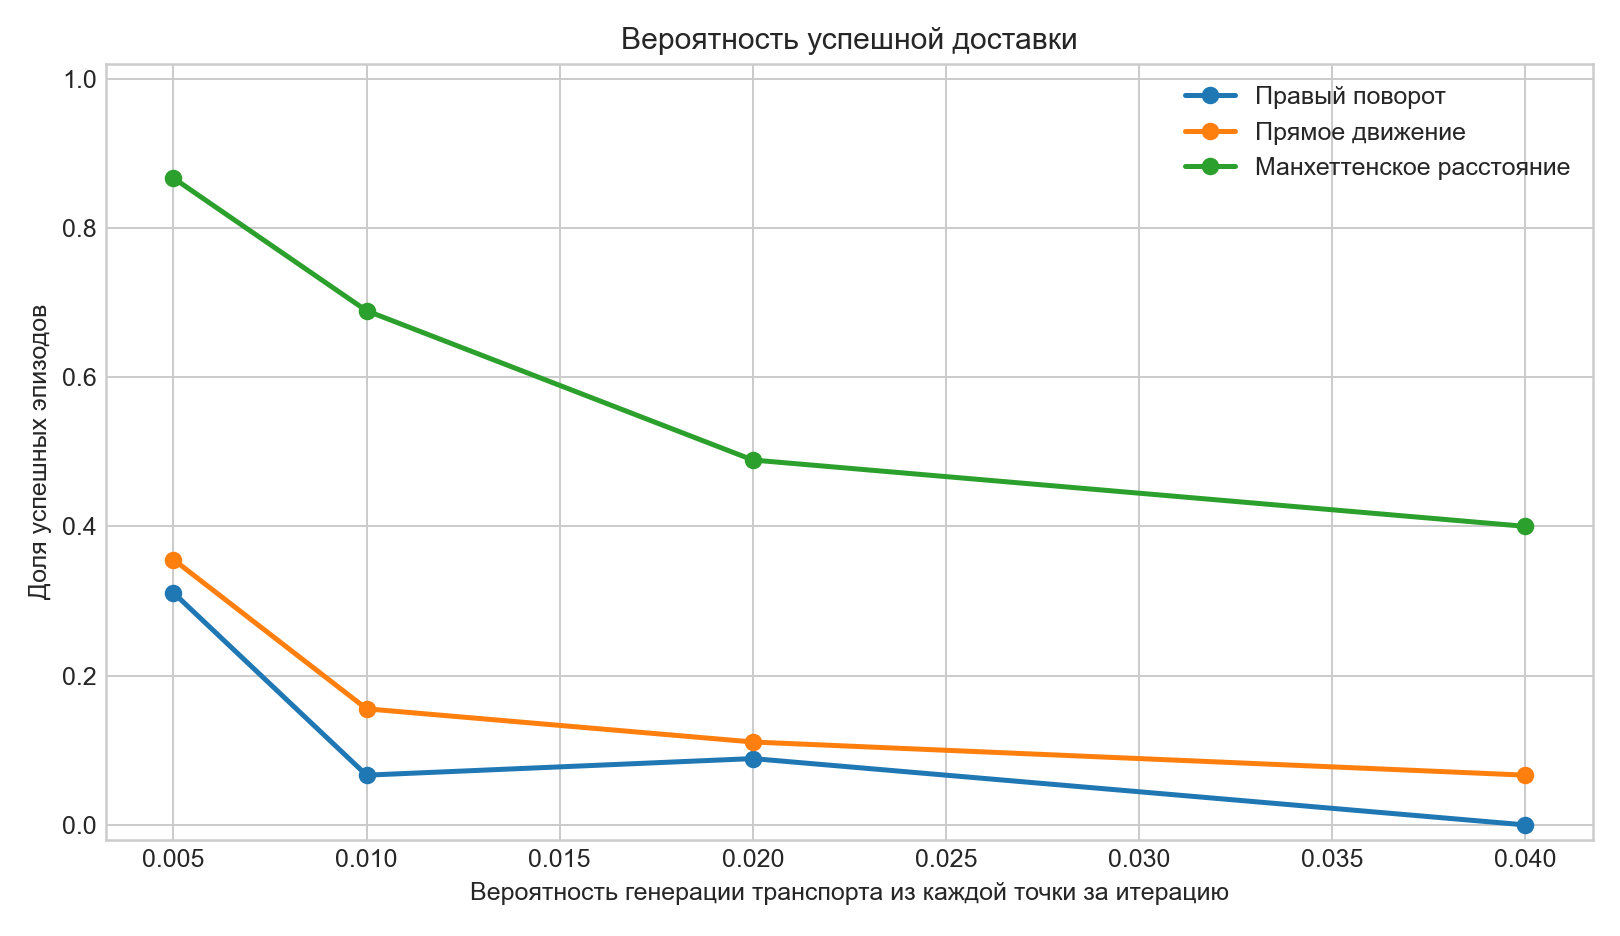 Вероятность успешной доставки
Правый поворот
Прямое движение
Манхеттенское расстояние
Доля успешных эпизодов
1.0
0.8
0.6
0.4
0.2
0.0
0.005 0.010 0.015 0.020 0.025 0.030 0.035 0.040
Вероятность генерации транспорта из каждой точки за итерацию